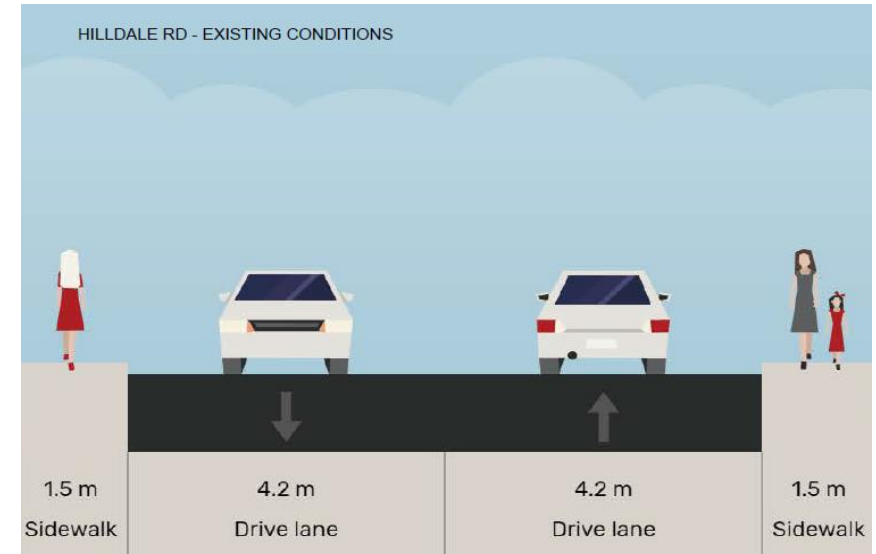 HILLDALE RD - EXISTING CONDITIONS
1.5 m
Sidewalk
4.2 m
Drive lane
4.2 m
Drive lane
1.5 m
Sidewalk